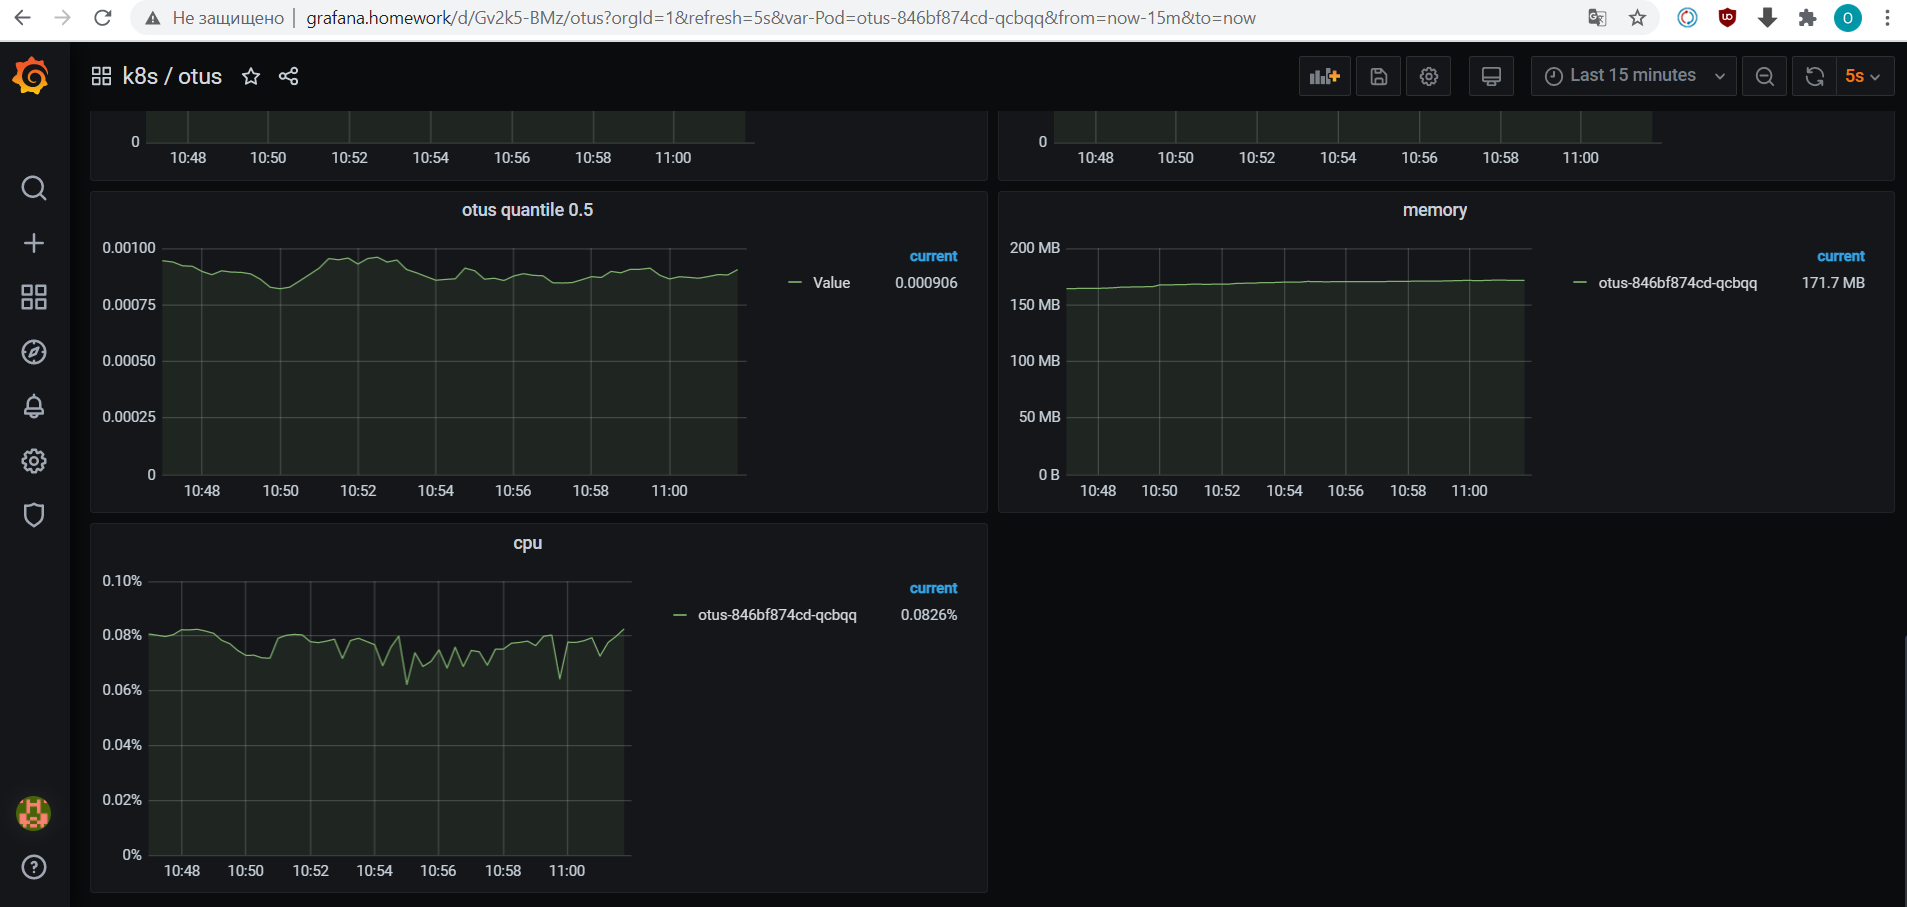 Не защищено grafana.homework/d/Gv2k5-BMz/otus?orgId=1&refresh=5s&var-Pod=otus-846bf874cd-qcbqq&from=now-15m&to=now
k8s / otus
Last 15 minutes
5s
0
10:48 10:50 10:52 10:54 10:56 10:58 11:00
0
10:48 10:50 10:52 10:54 10:56 10:58 11:00
otus quantile 0.5
0.00100
0.00075
0.00050
0.00025
0
10:48 10:50 10:52 10:54 10:56 10:58 11:00
current
Value 0.000906
memory
200 MB
150 MB
100 MB
50 MB
0 B
10:48 10:50 10:52 10:54 10:56 10:58 11:00
current
otus-846bf874cd-qcbqq 171.7 MB
cpu
0.10%
0.08%
0.06%
0.04%
0.02%
0%
10:48 10:50 10:52 10:54 10:56 10:58 11:00
current
otus-846bf874cd-qcbqq 0.0826%
O